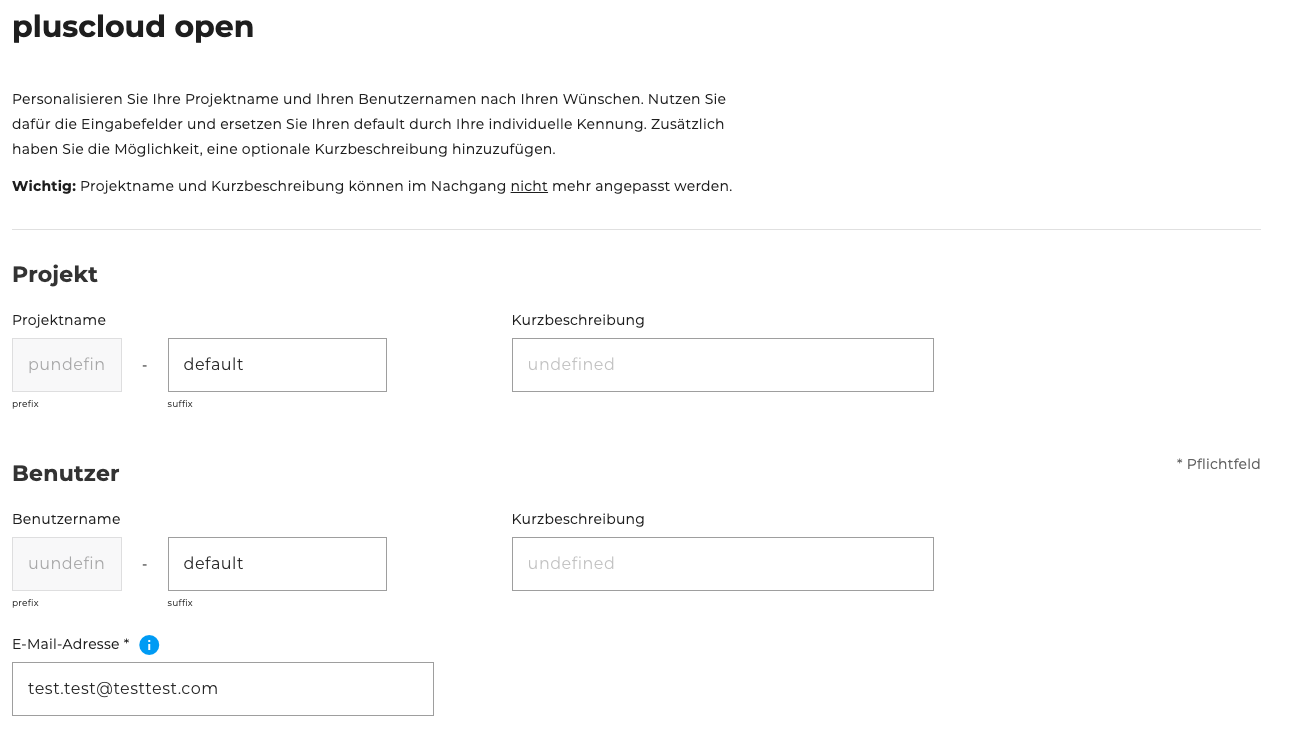 pluscloud open
Personalisieren Sie Ihre Projektname und Ihren Benutzernamen nach Ihren Wünschen. Nutzen Sie
dafür die Eingabefelder und ersetzen Sie Ihren default durch Ihre individuelle Kennung. Zusätzlich
haben Sie die Möglichkeit, eine optionale Kurzbeschreibung hinzuzufügen.
Wichtig: Projektname und Kurzbeschreibung können im Nachgang nicht mehr angepasst werden.
Projekt
Projektname
Kurzbeschreibung
pundefin - default
undefined
prefix
suffix
* Pflichtfeld
Benutzer
Benutzername
Kurzbeschreibung
uundefin - default
undefined
prefix
suffix
E-Mail-Adresse *
test.test@testtest.com